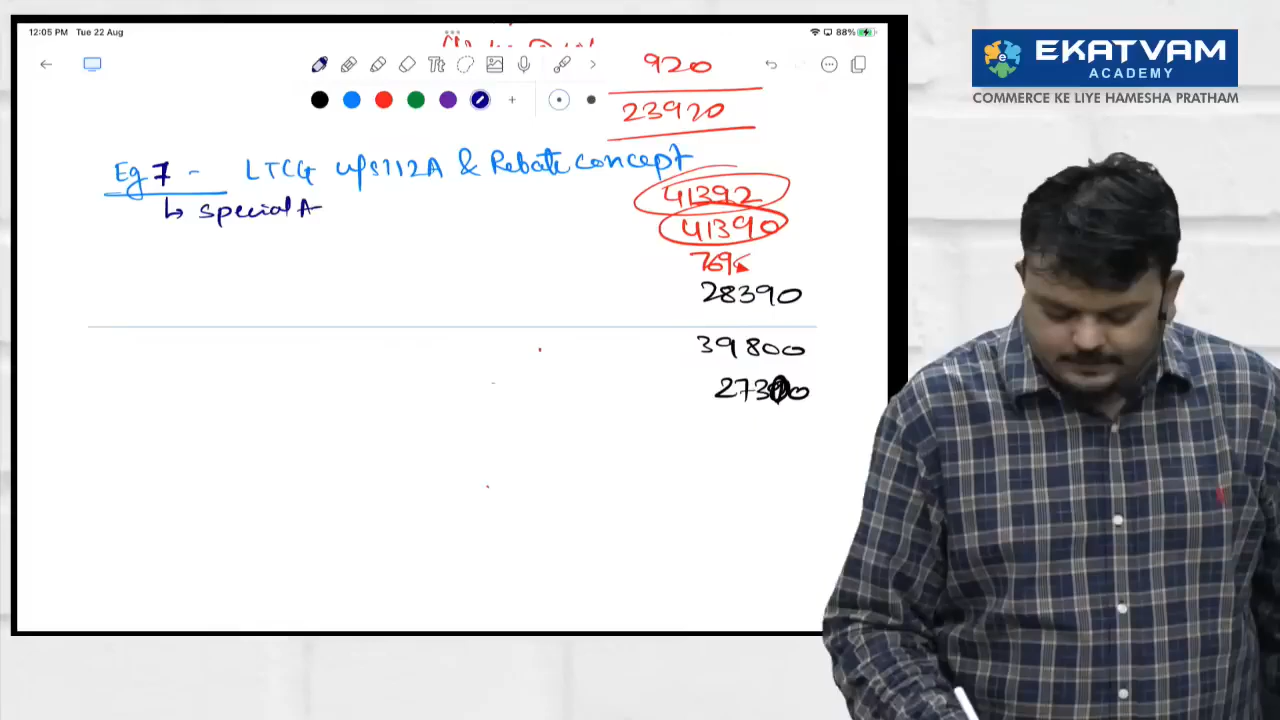 12:05 PM Tue 22 Aug
88%
EKATVAM
ACADEMY
COMMERCE KE LIYE HAMESHA PRATHAM
920
23920
Eg 7 - LTCG u/s 112A & Rebate concept
↳ Special A
41392
41390
28390
39800